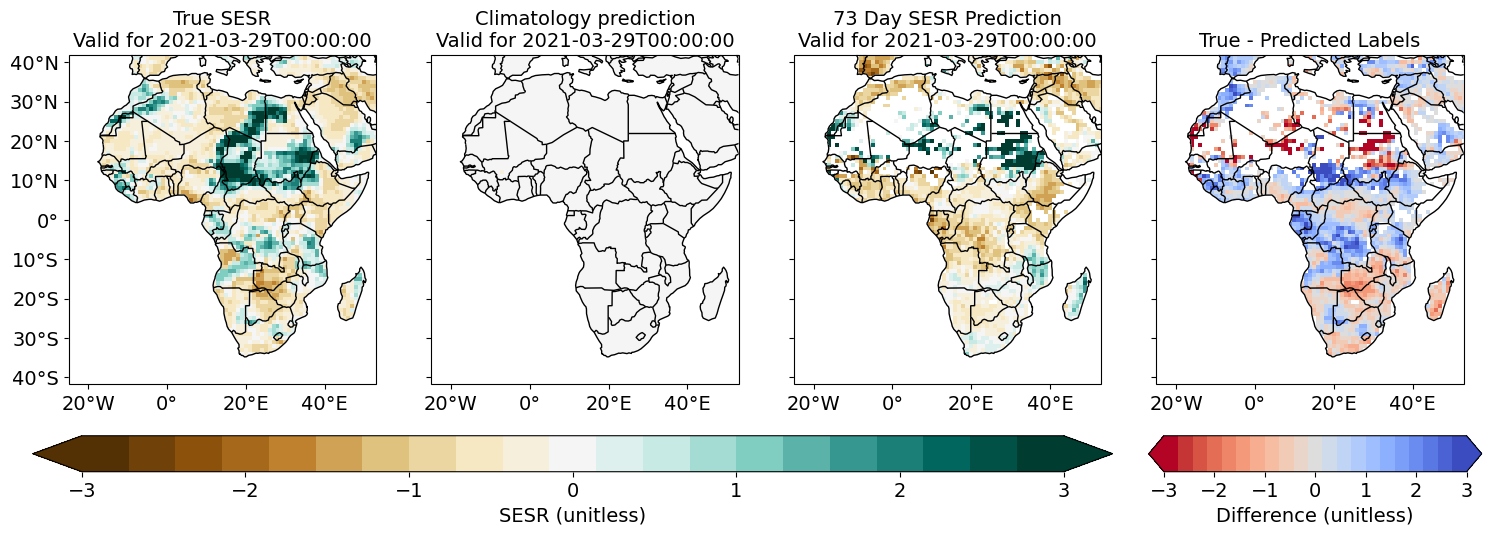 True SESR
Valid for 2021-03-29T00:00:00
Climatology prediction
Valid for 2021-03-29T00:00:00
73 Day SESR Prediction
Valid for 2021-03-29T00:00:00
True - Predicted Labels
40°N
30°N
20°N
10°N
0°
10°S
20°S
30°S
40°S
20°W 0° 20°E 40°E
20°W 0° 20°E 40°E
20°W 0° 20°E 40°E
20°W 0° 20°E 40°E
−3 −2 −1 0 1 2 3
SESR (unitless)
−3 −2 −1 0 1 2 3
Difference (unitless)